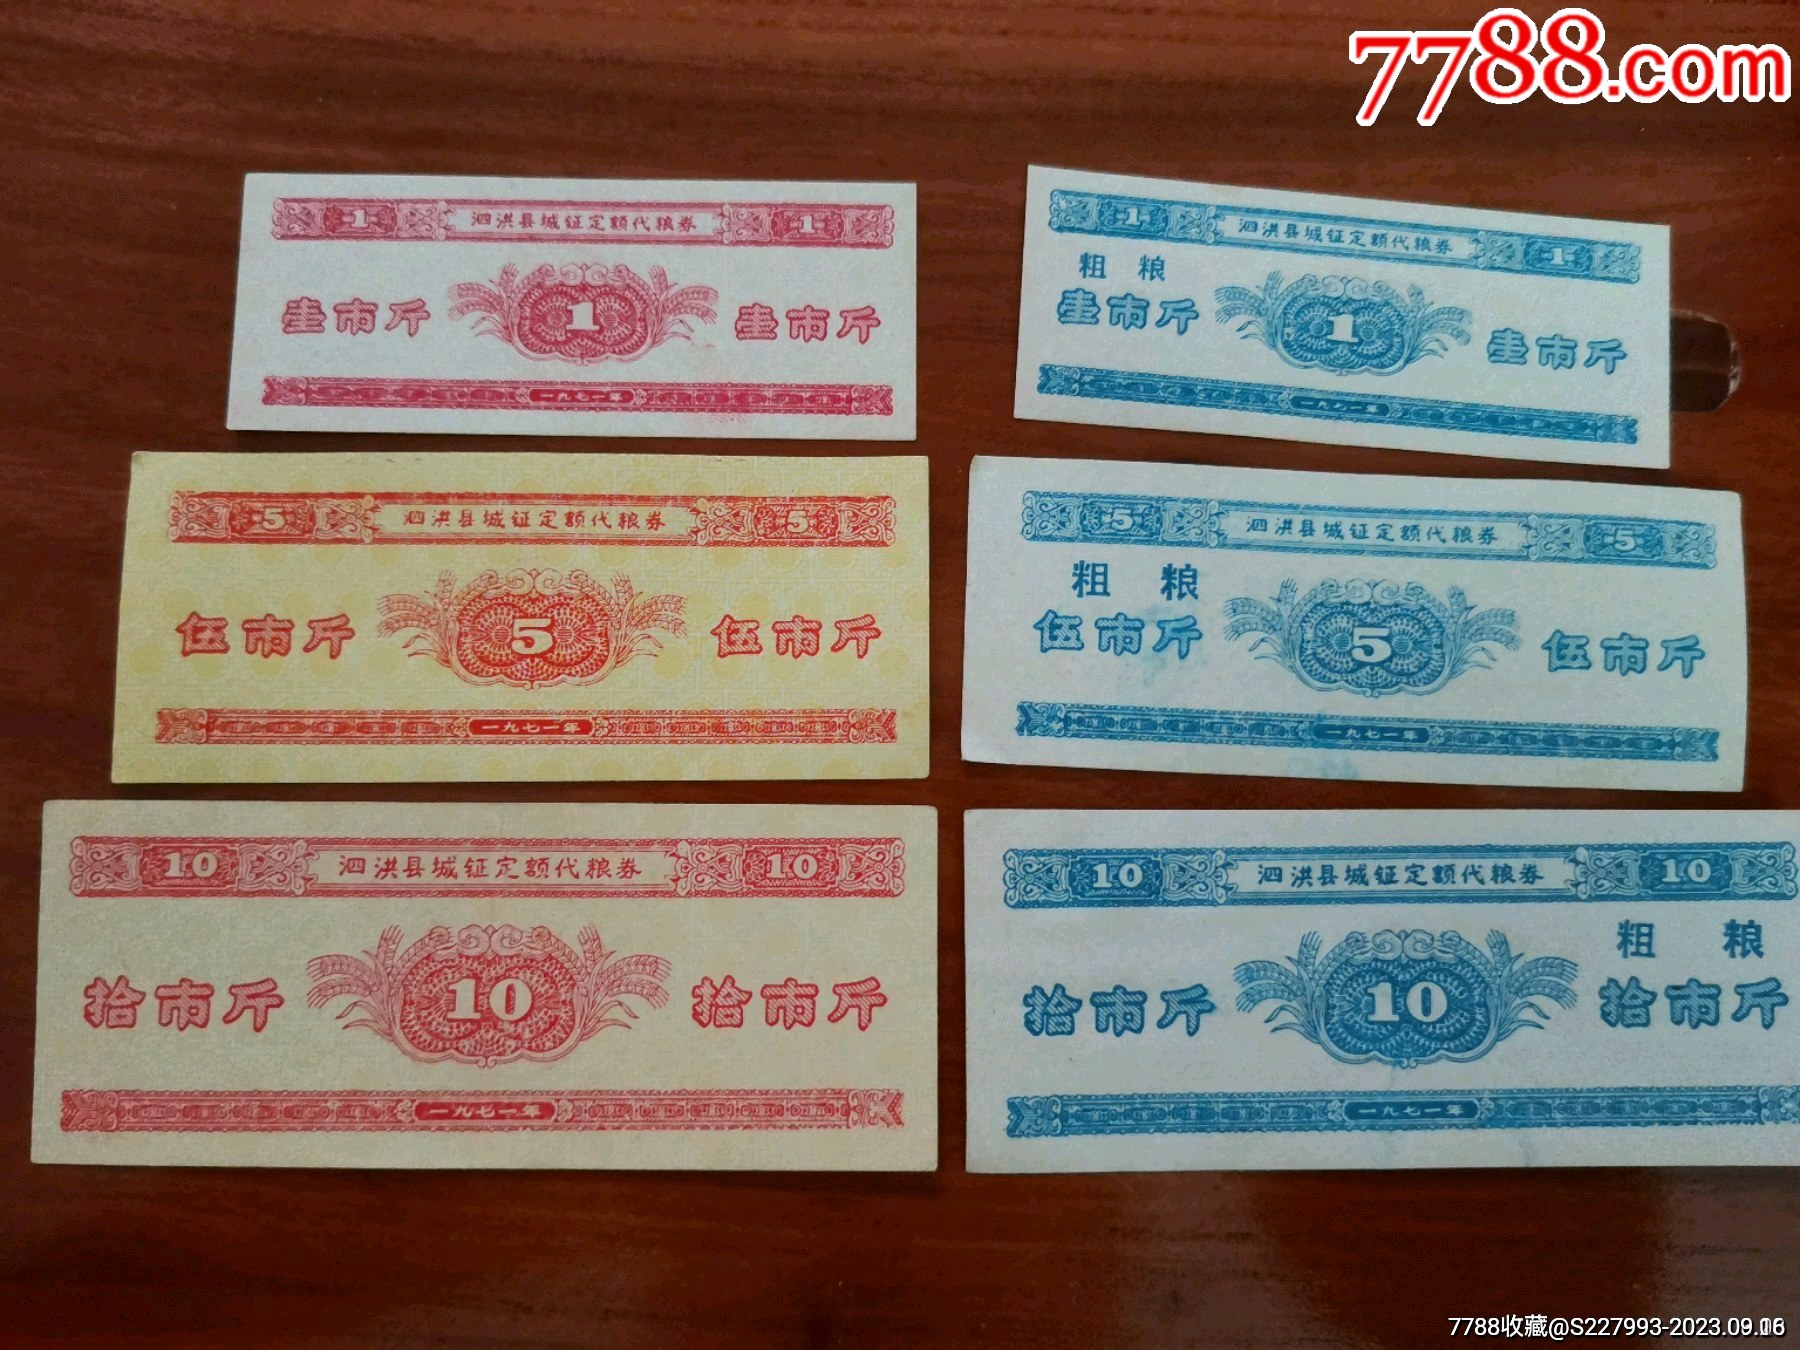 7788.com
1 泗洪县城钲定额代粮券 1
壹市斤 1 壹市斤
一九七一年
1 泗洪县城钲定额代粮券 1
粗粮
壹市斤 1 壹市斤
一九七一年
5 泗洪县城钲定额代粮券 5
伍市斤 5 伍市斤
一九七一年
5 泗洪县城钲定额代粮券 5
粗粮
伍市斤 5 伍市斤
一九七一年
10 泗洪县城钲定额代粮券 10
拾市斤 10 拾市斤
一九七一年
10 泗洪县城钲定额代粮券 10
粗粮
拾市斤 10 拾市斤
一九七一年
7788收藏@S227993-2023.09.06